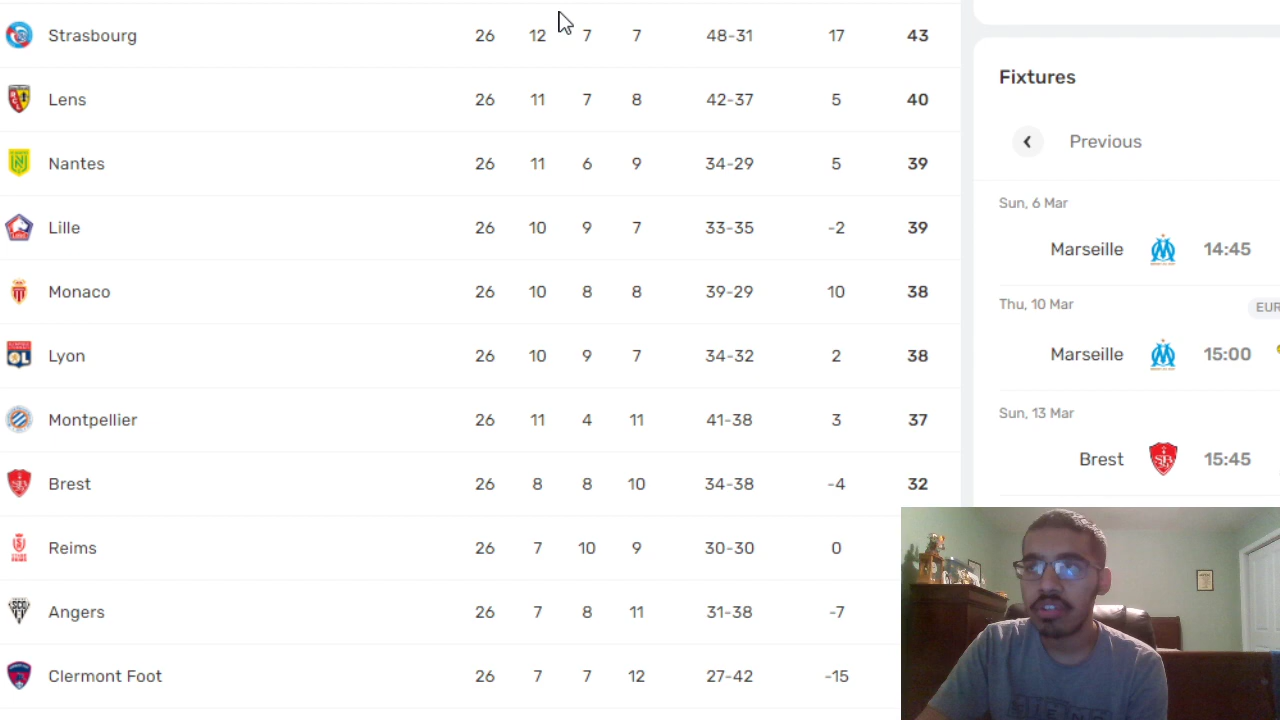 Strasbourg 26 12 7 7 48-31 17 43
Lens 26 11 7 8 42-37 5 40
Nantes 26 11 6 9 34-29 5 39
Lille 26 10 9 7 33-35 -2 39
Monaco 26 10 8 8 39-29 10 38
Lyon 26 10 9 7 34-32 2 38
Montpellier 26 11 4 11 41-38 3 37
Brest 26 8 8 10 34-38 -4 32
Reims 26 7 10 9 30-30 0
Angers 26 7 8 11 31-38 -7
Clermont Foot 26 7 7 12 27-42 -15
Fixtures
Previous
Sun, 6 Mar
Marseille 14:45
Thu, 10 Mar
EUR
Marseille 15:00
Sun, 13 Mar
Brest 15:45